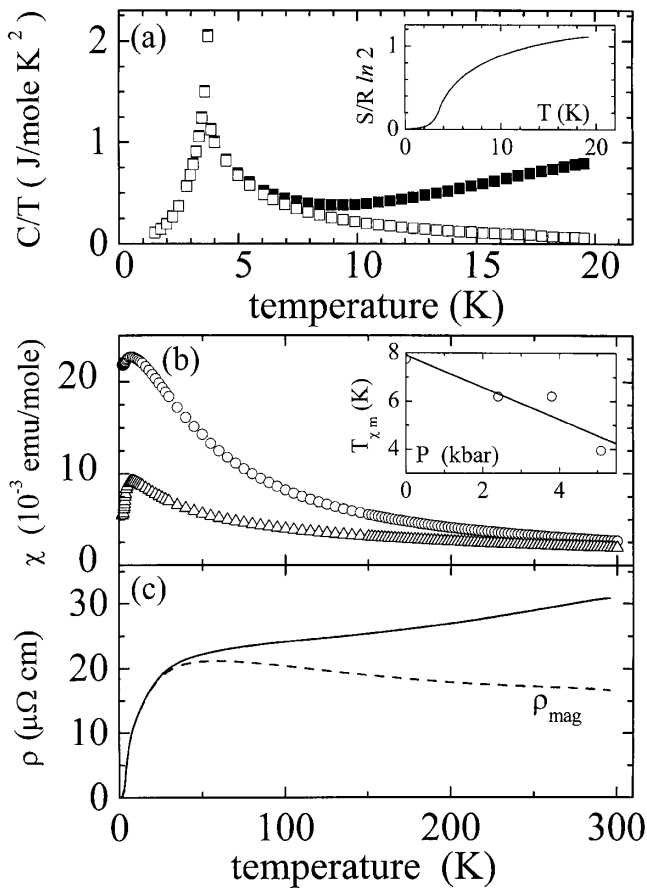 (a)
C/T ( J/mole K²)
2
1
0
0 5 10 15 20
temperature (K)
S/R ln 2
1
0
0 10 20
T (K)
(b)
χ (10⁻³ emu/mole)
20
10
0
T χ m (K)
8
6
4
0 2 4
P (kbar)
(c)
ρ (μΩ cm)
30
20
10
0
ρmag
0 100 200 300
temperature (K)